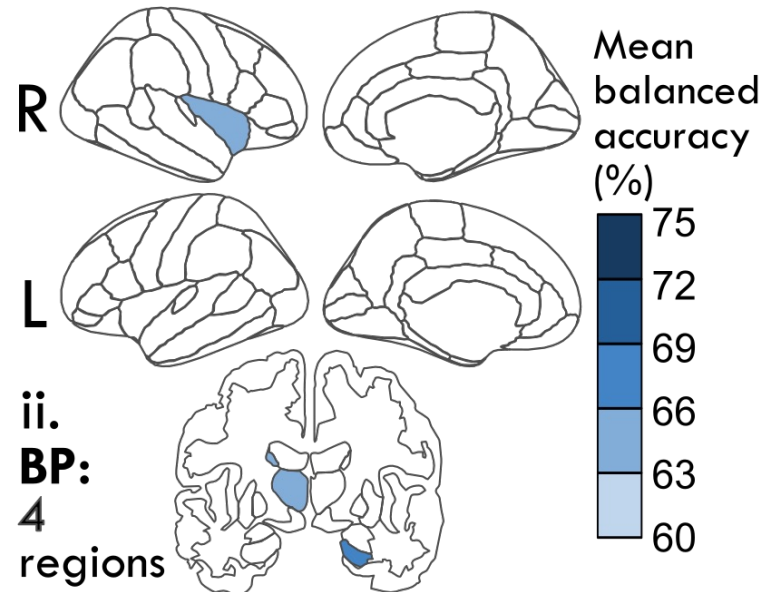 R
L
ii.
BP:
4
regions
Mean
balanced
accuracy
(%)
75
72
69
66
63
60